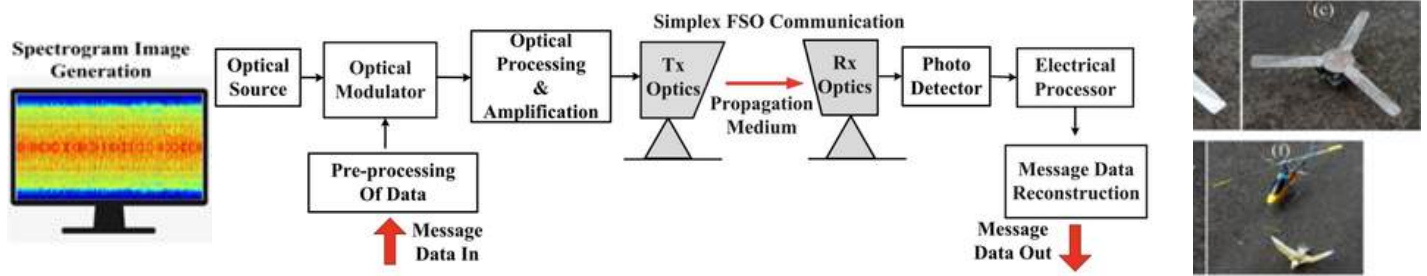 Spectrogram Image
Generation
Optical
Source
Optical
Modulator
Pre-processing
Of Data
Message
Data In
Optical
Processing
&
Amplification
Simplex FSO Communication
Tx
Optics
Propagation
Medium
Rx
Optics
Photo
Detector
Electrical
Processor
Message Data
Reconstruction
Message
Data Out
(c)
(f)